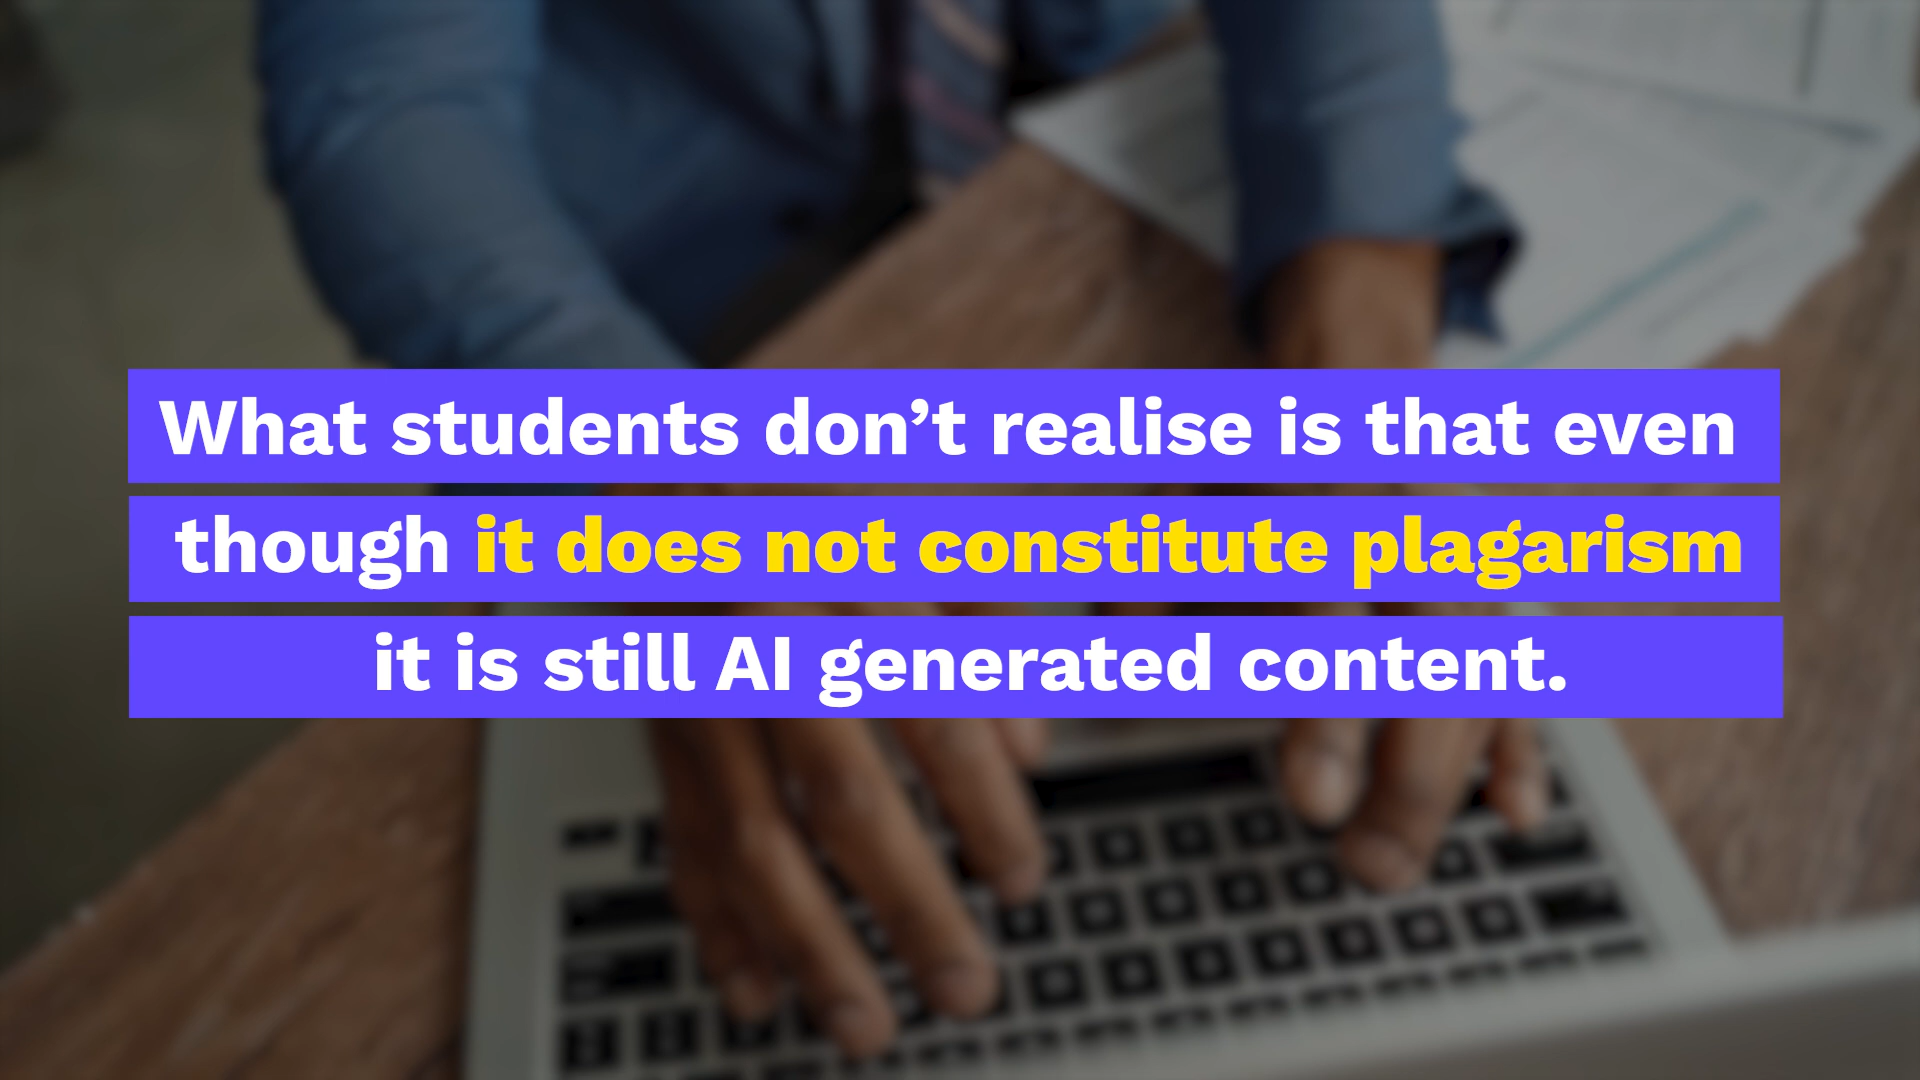 What students don’t realise is that even
though it does not constitute plagarism
it is still AI generated content.